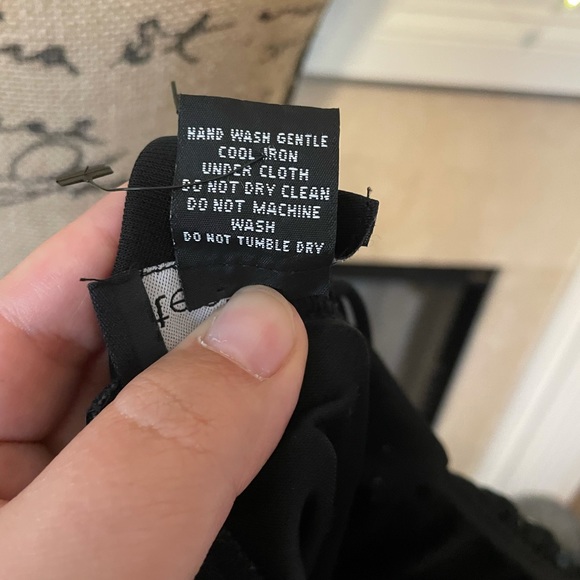 HAND WASH GENTLE
COOL IRON
UNDER CLOTH
DO NOT DRY CLEAN
DO NOT MACHINE
WASH
DO NOT TUMBLE DRY